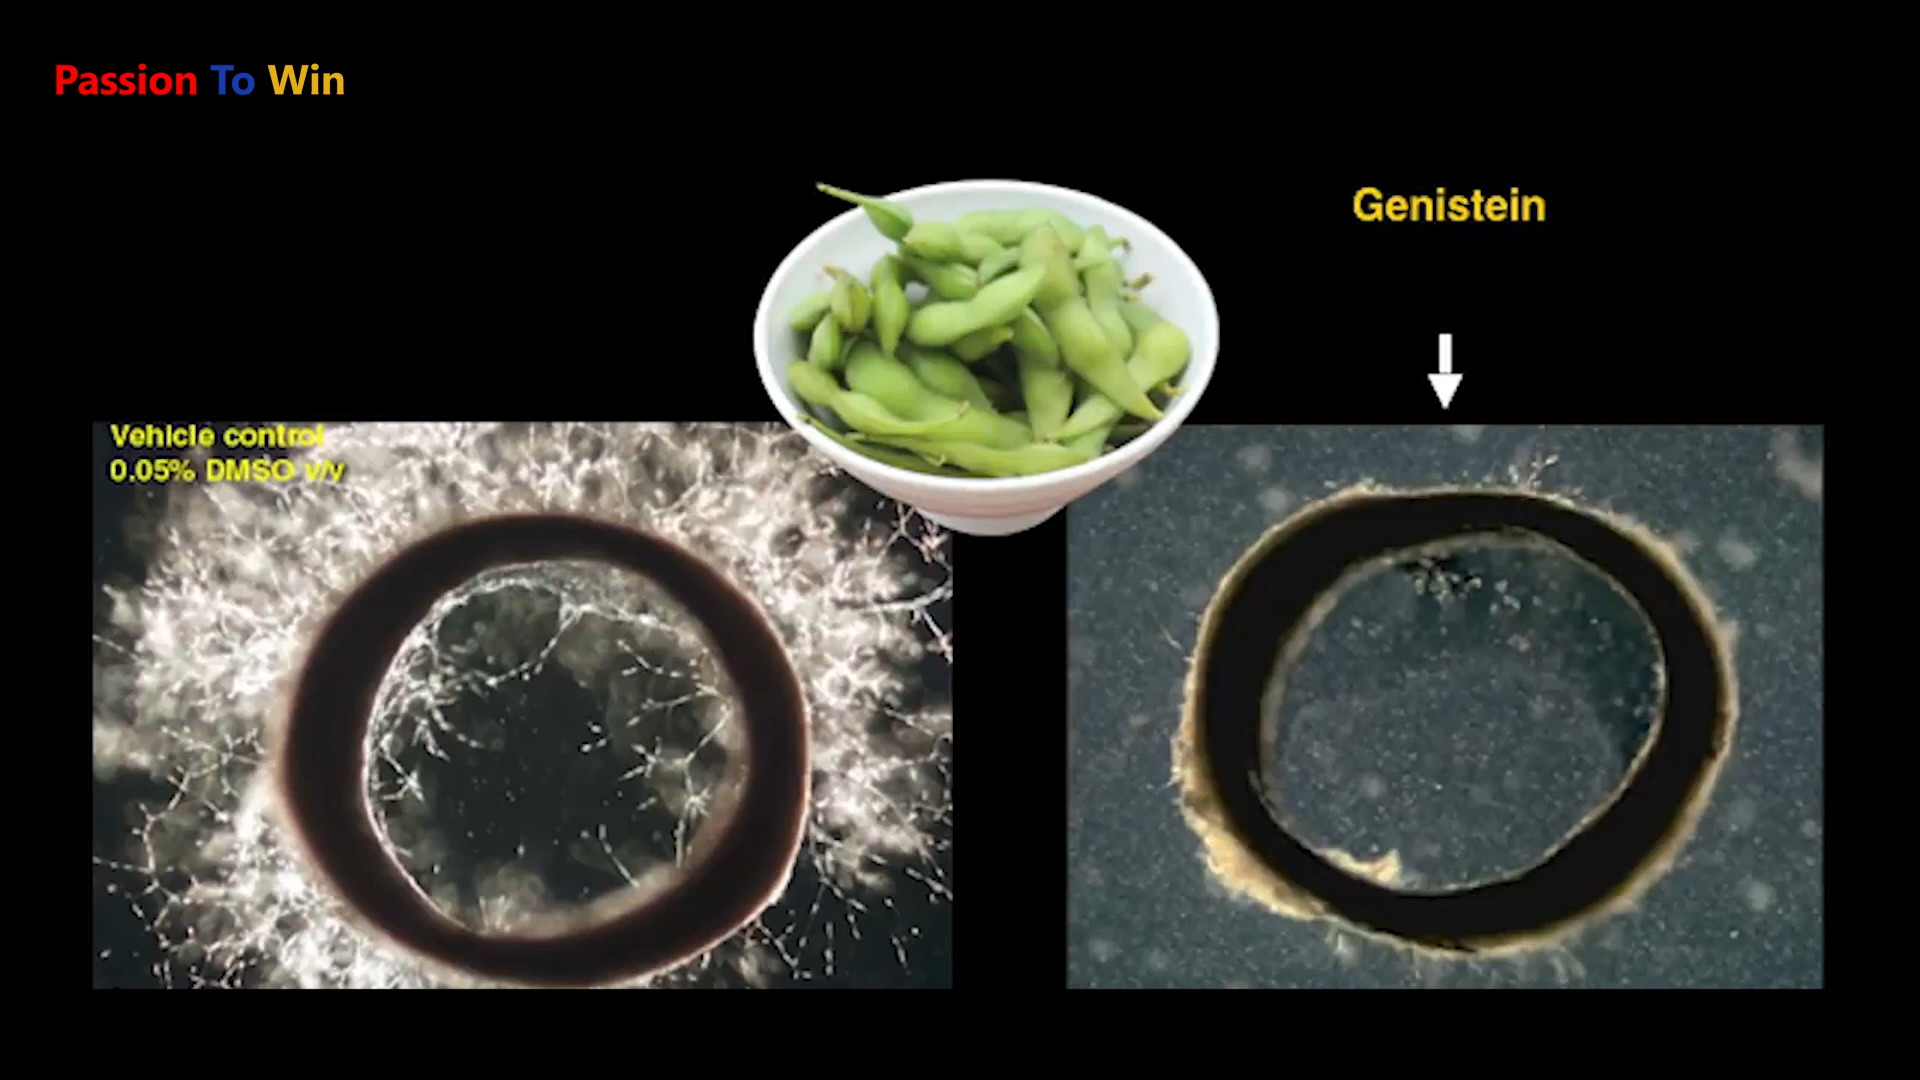 Passion To Win
Genistein
Vehicle control
0.05% DMSO v/v